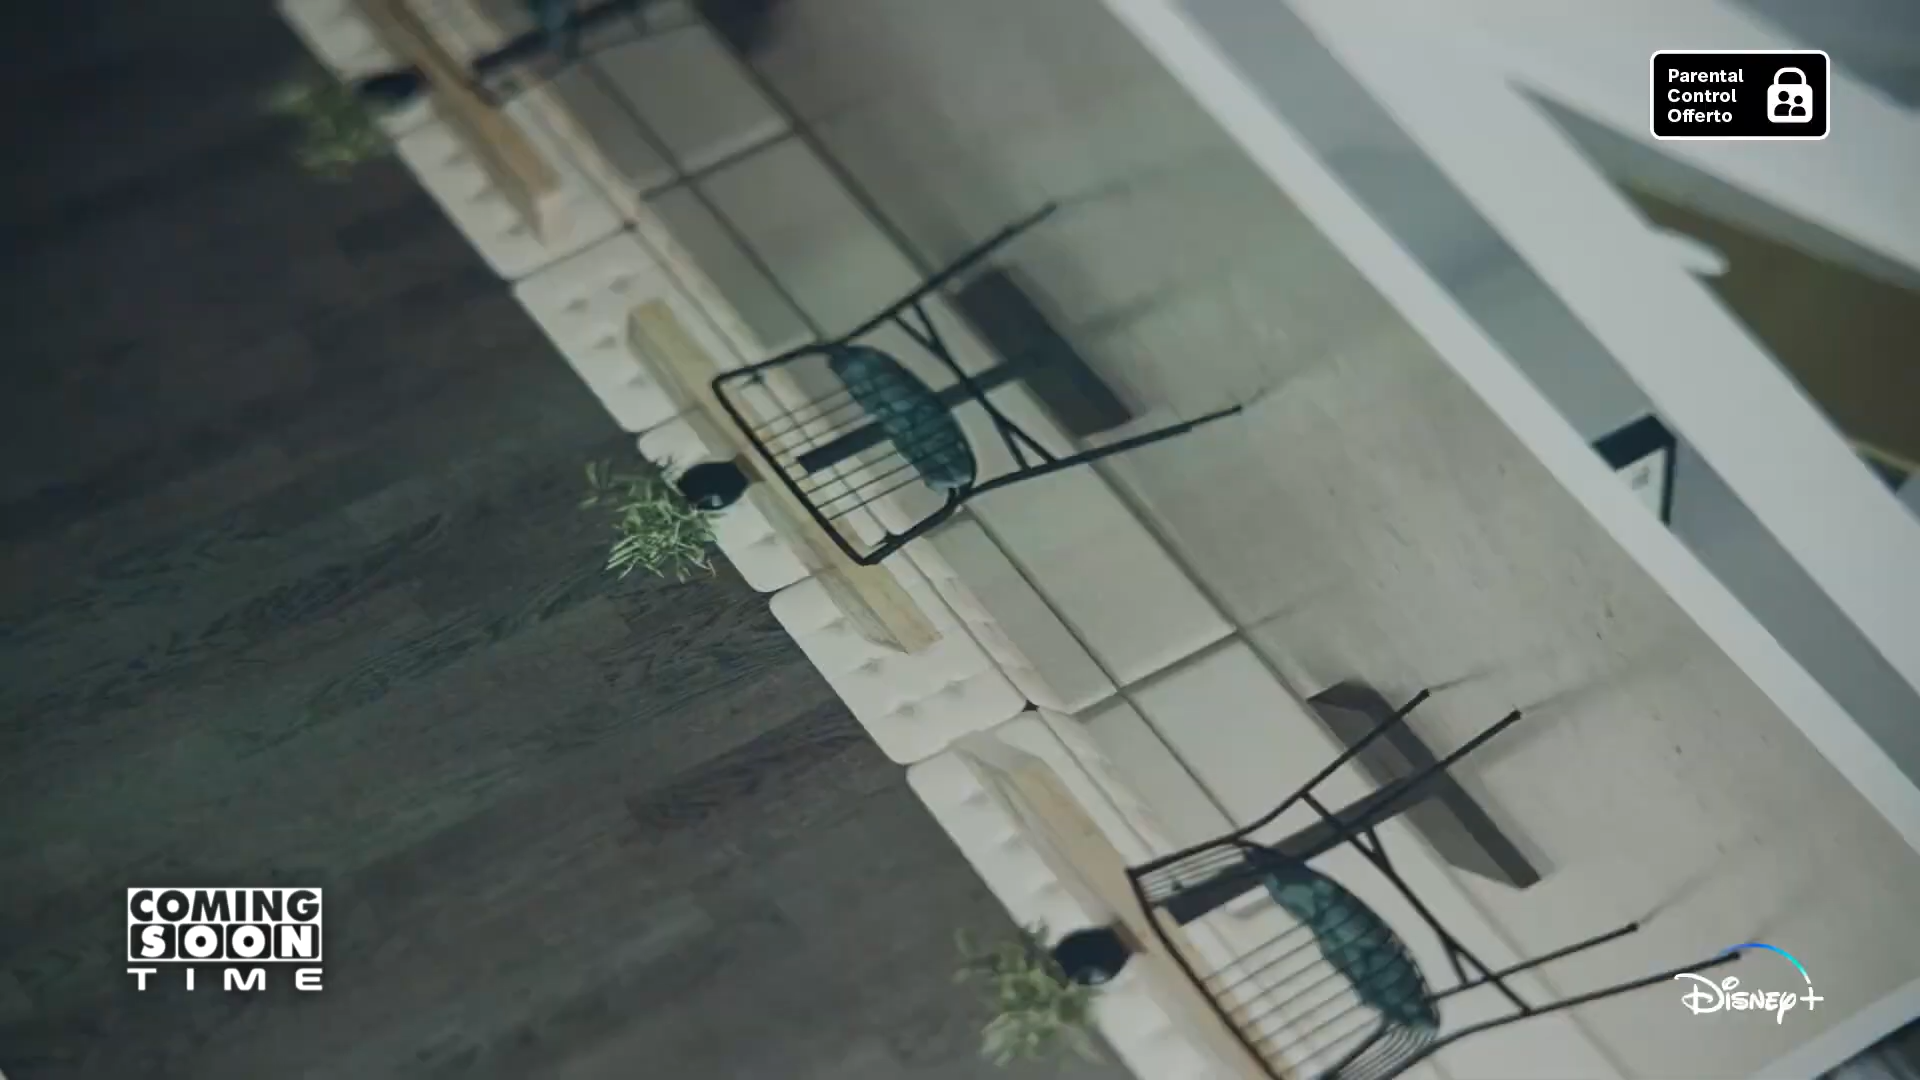 Parental
Control
Offerto
COMING
SOON
TIME
Disney+